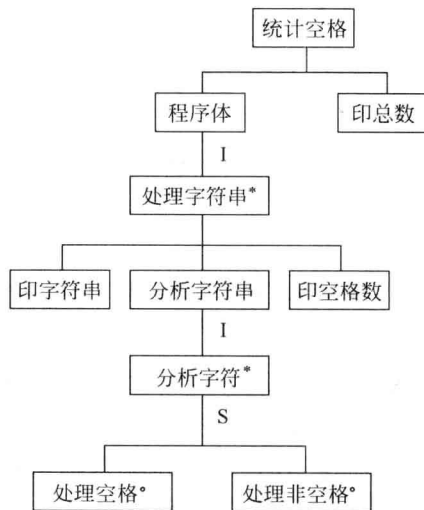 统计空格
程序体
印总数
I
处理字符串*
印字符串
分析字符串
印空格数
I
分析字符*
S
处理空格°
处理非空格°